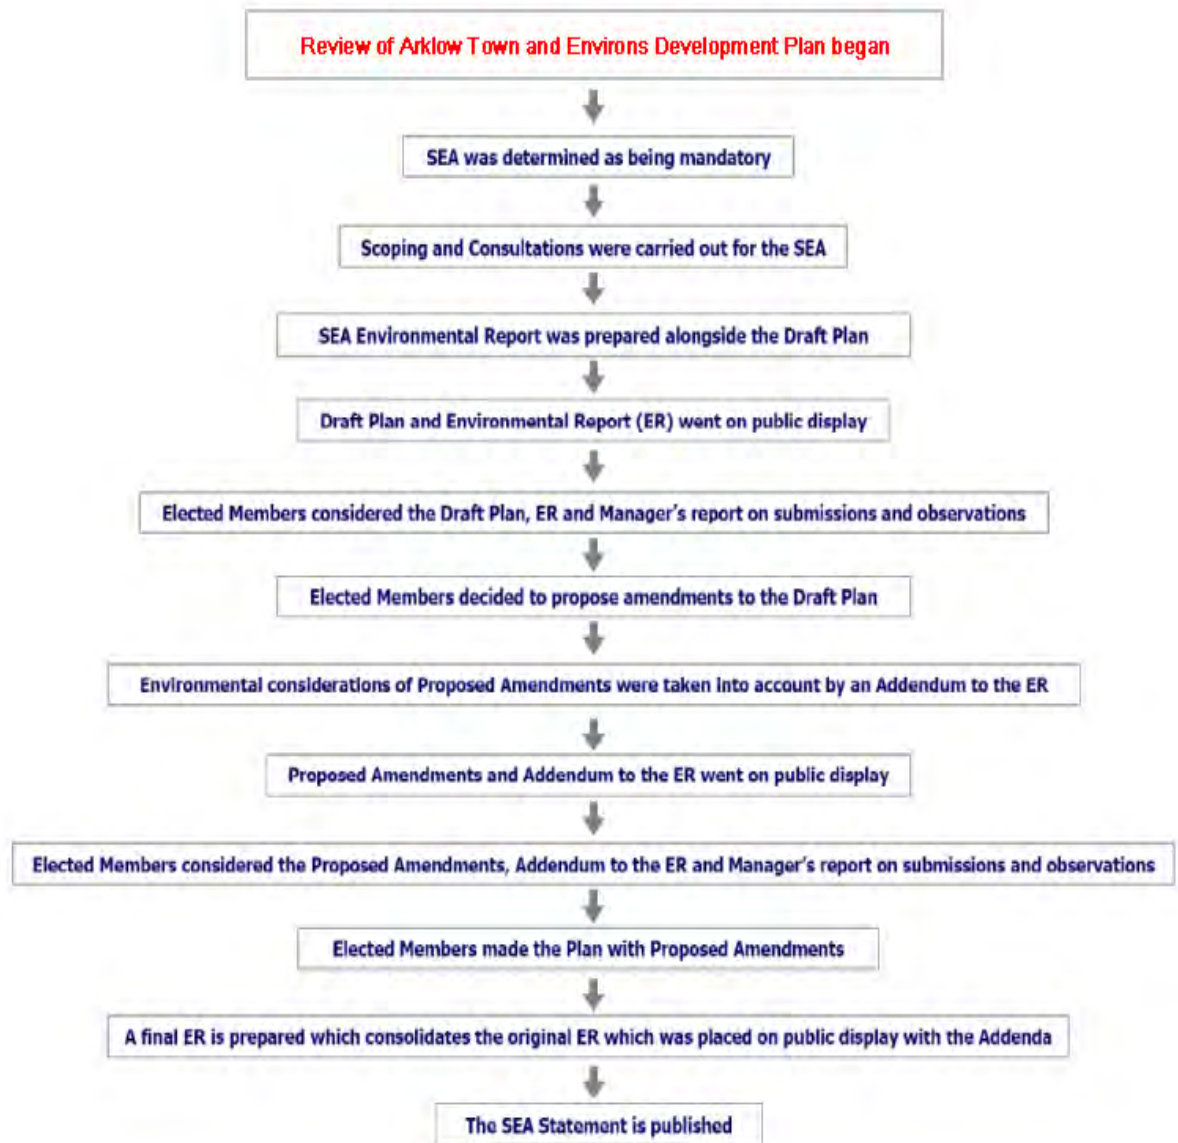 Review of Arklow Town and Environs Development Plan began
SEA was determined as being mandatory
Scoping and Consultations were carried out for the SEA
SEA Environmental Report was prepared alongside the Draft Plan
Draft Plan and Environmental Report (ER) went on public display
Elected Members considered the Draft Plan, ER and Manager's report on submissions and observations
Elected Members decided to propose amendments to the Draft Plan
Environmental considerations of Proposed Amendments were taken into account by an Addendum to the ER
Proposed Amendments and Addendum to the ER went on public display
Elected Members considered the Proposed Amendments, Addendum to the ER and Manager's report on submissions and observations
Elected Members made the Plan with Proposed Amendments
A final ER is prepared which consolidates the original ER which was placed on public display with the Addenda
The SEA Statement is published